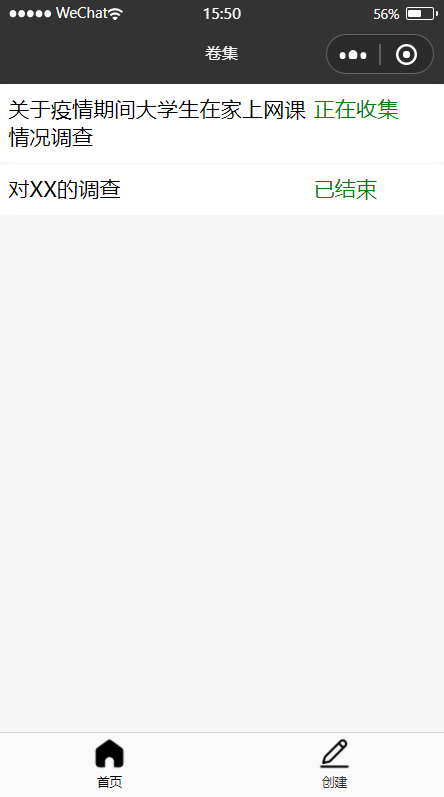 WeChat 15:50 56%
卷集
关于疫情期间大学生在家上网课 正在收集
情况调查
对XX的调查 已结束
首页 创建